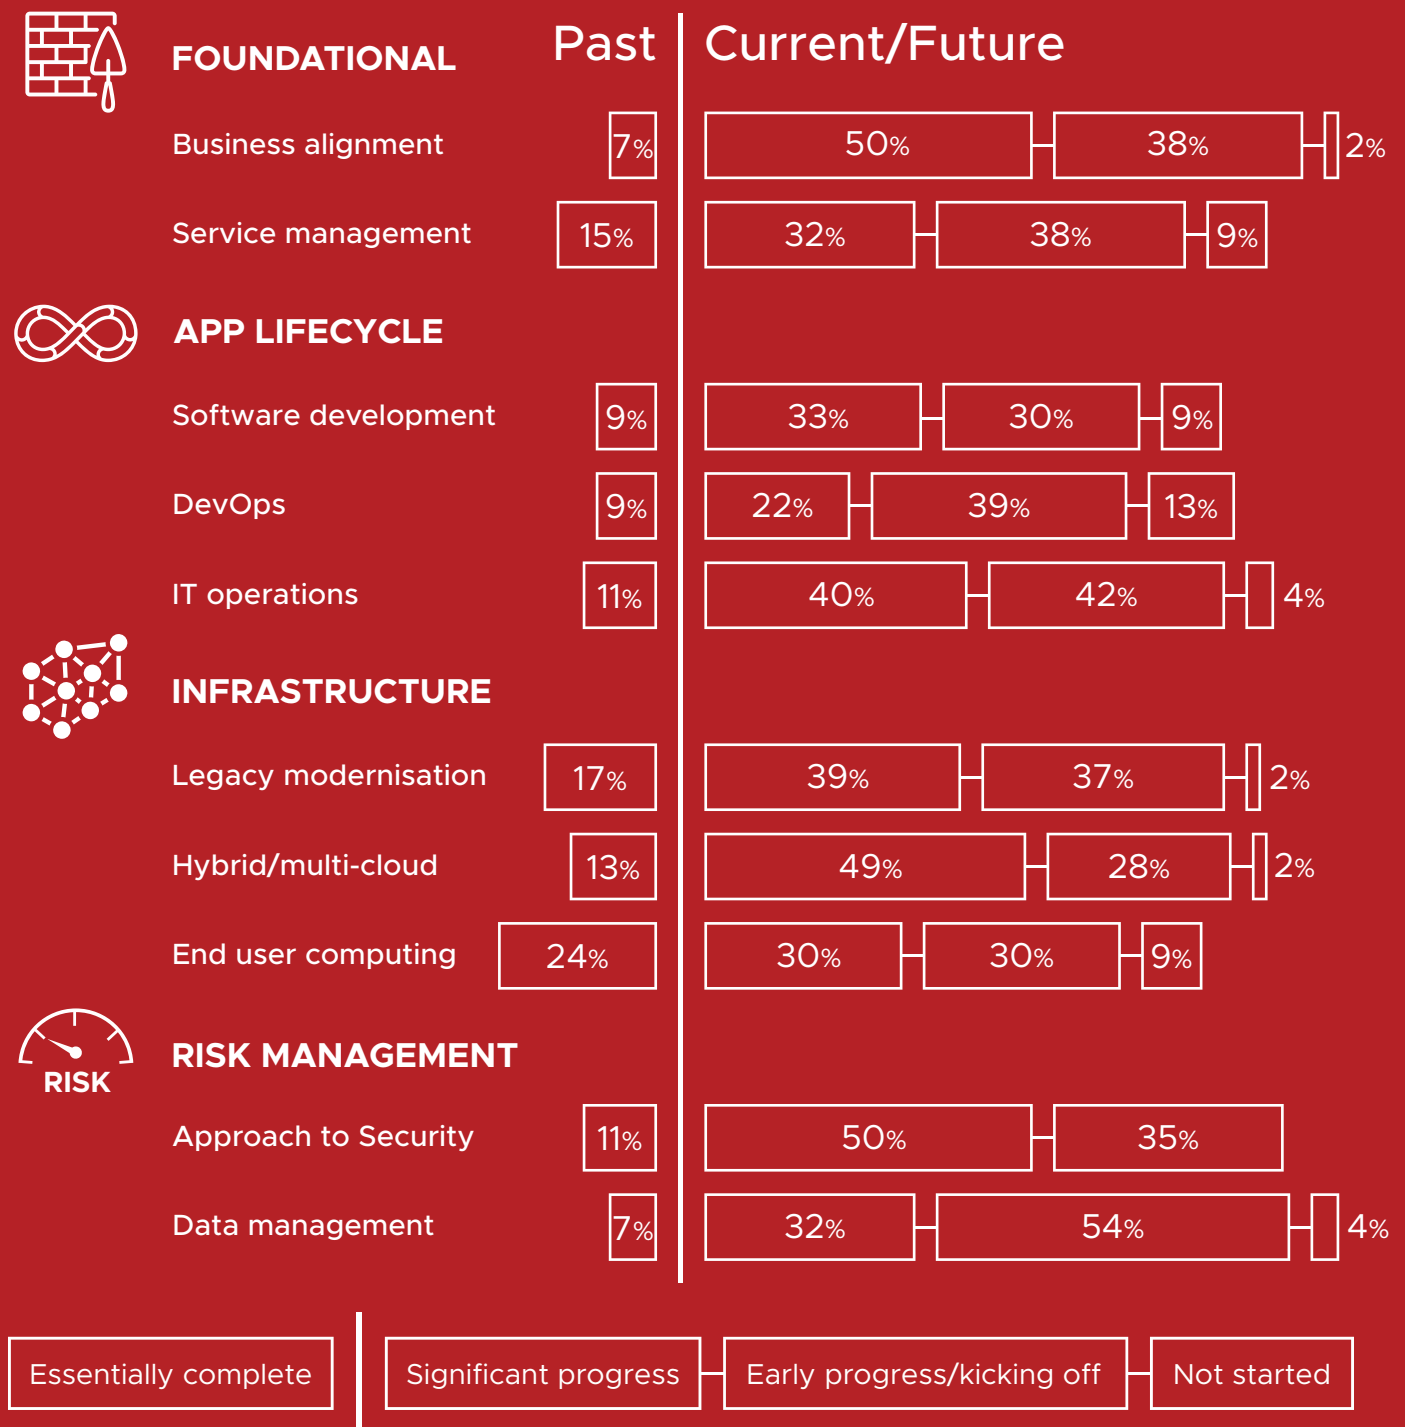 FOUNDATIONAL Past Current/Future
Business alignment 7% 50% 38% 2%
Service management 15% 32% 38% 9%
APP LIFECYCLE
Software development 9% 33% 30% 9%
DevOps 9% 22% 39% 13%
IT operations 11% 40% 42% 4%
INFRASTRUCTURE
Legacy modernisation 17% 39% 37% 2%
Hybrid/multi-cloud 13% 49% 28% 2%
End user computing 24% 30% 30% 9%
RISK MANAGEMENT
RISK
Approach to Security 11% 50% 35%
Data management 7% 32% 54% 4%
Essentially complete Significant progress Early progress/kicking off Not started